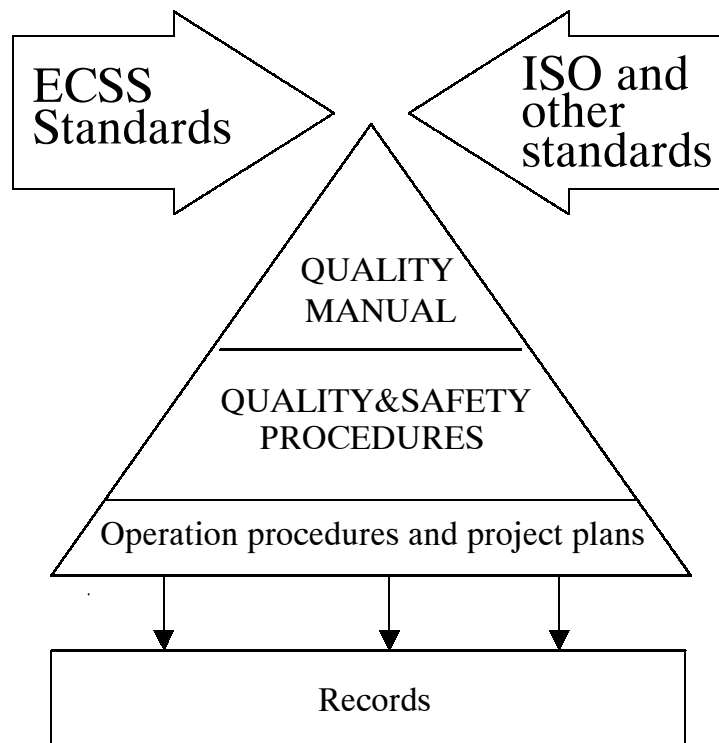 ECSS
Standards
ISO and
other
standards
QUALITY
MANUAL
QUALITY&SAFETY
PROCEDURES
Operation procedures and project plans
Records